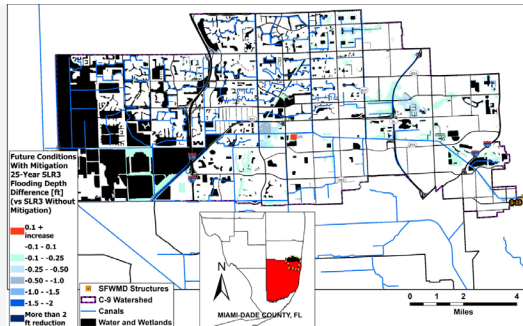 Future Conditions
With Mitigation
25-Year SLR3
Flooding Depth
Difference [ft]
(vs SLR3 Without
Mitigation)
0.1 +
increase
-0.1 - 0.1
-0.1 - -0.25
-0.25 - -0.50
-0.50 - -1.0
-1.0 - -1.5
-1.5 - -2
More than 2
ft reduction
SFWMD Structures
C-9 Watershed
Canals
Water and Wetlands
N
MIAMI-DADE COUNTY, FL
0 2 4
Miles